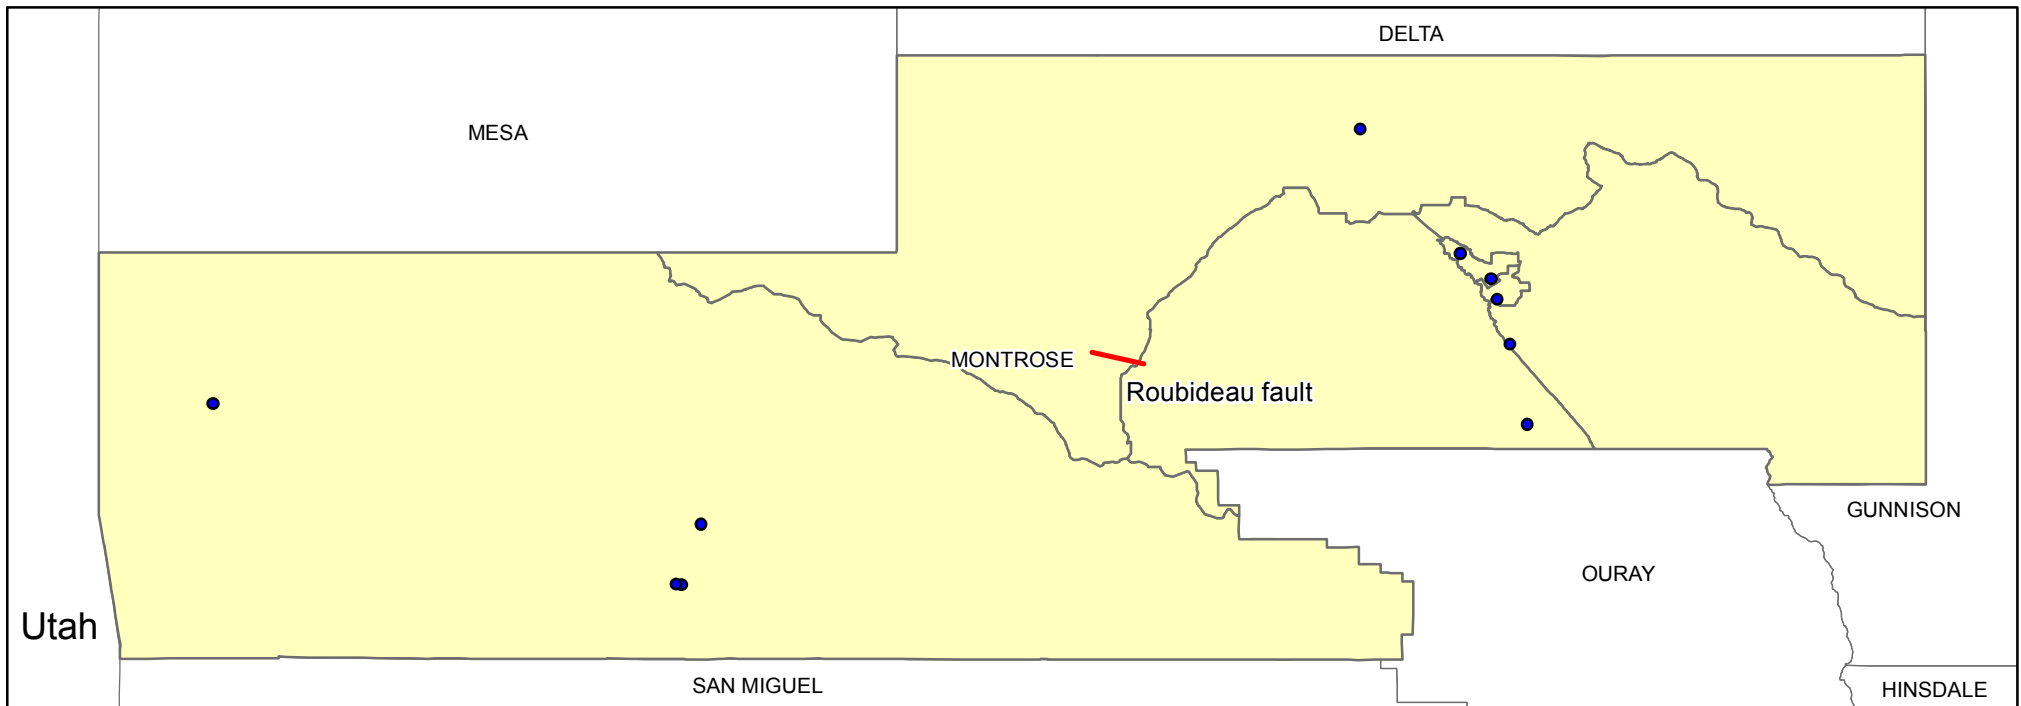 DELTA
MESA
MONTROSE
Roubideau fault
GUNNISON
OURAY
Utah
SAN MIGUEL
HINSDALE